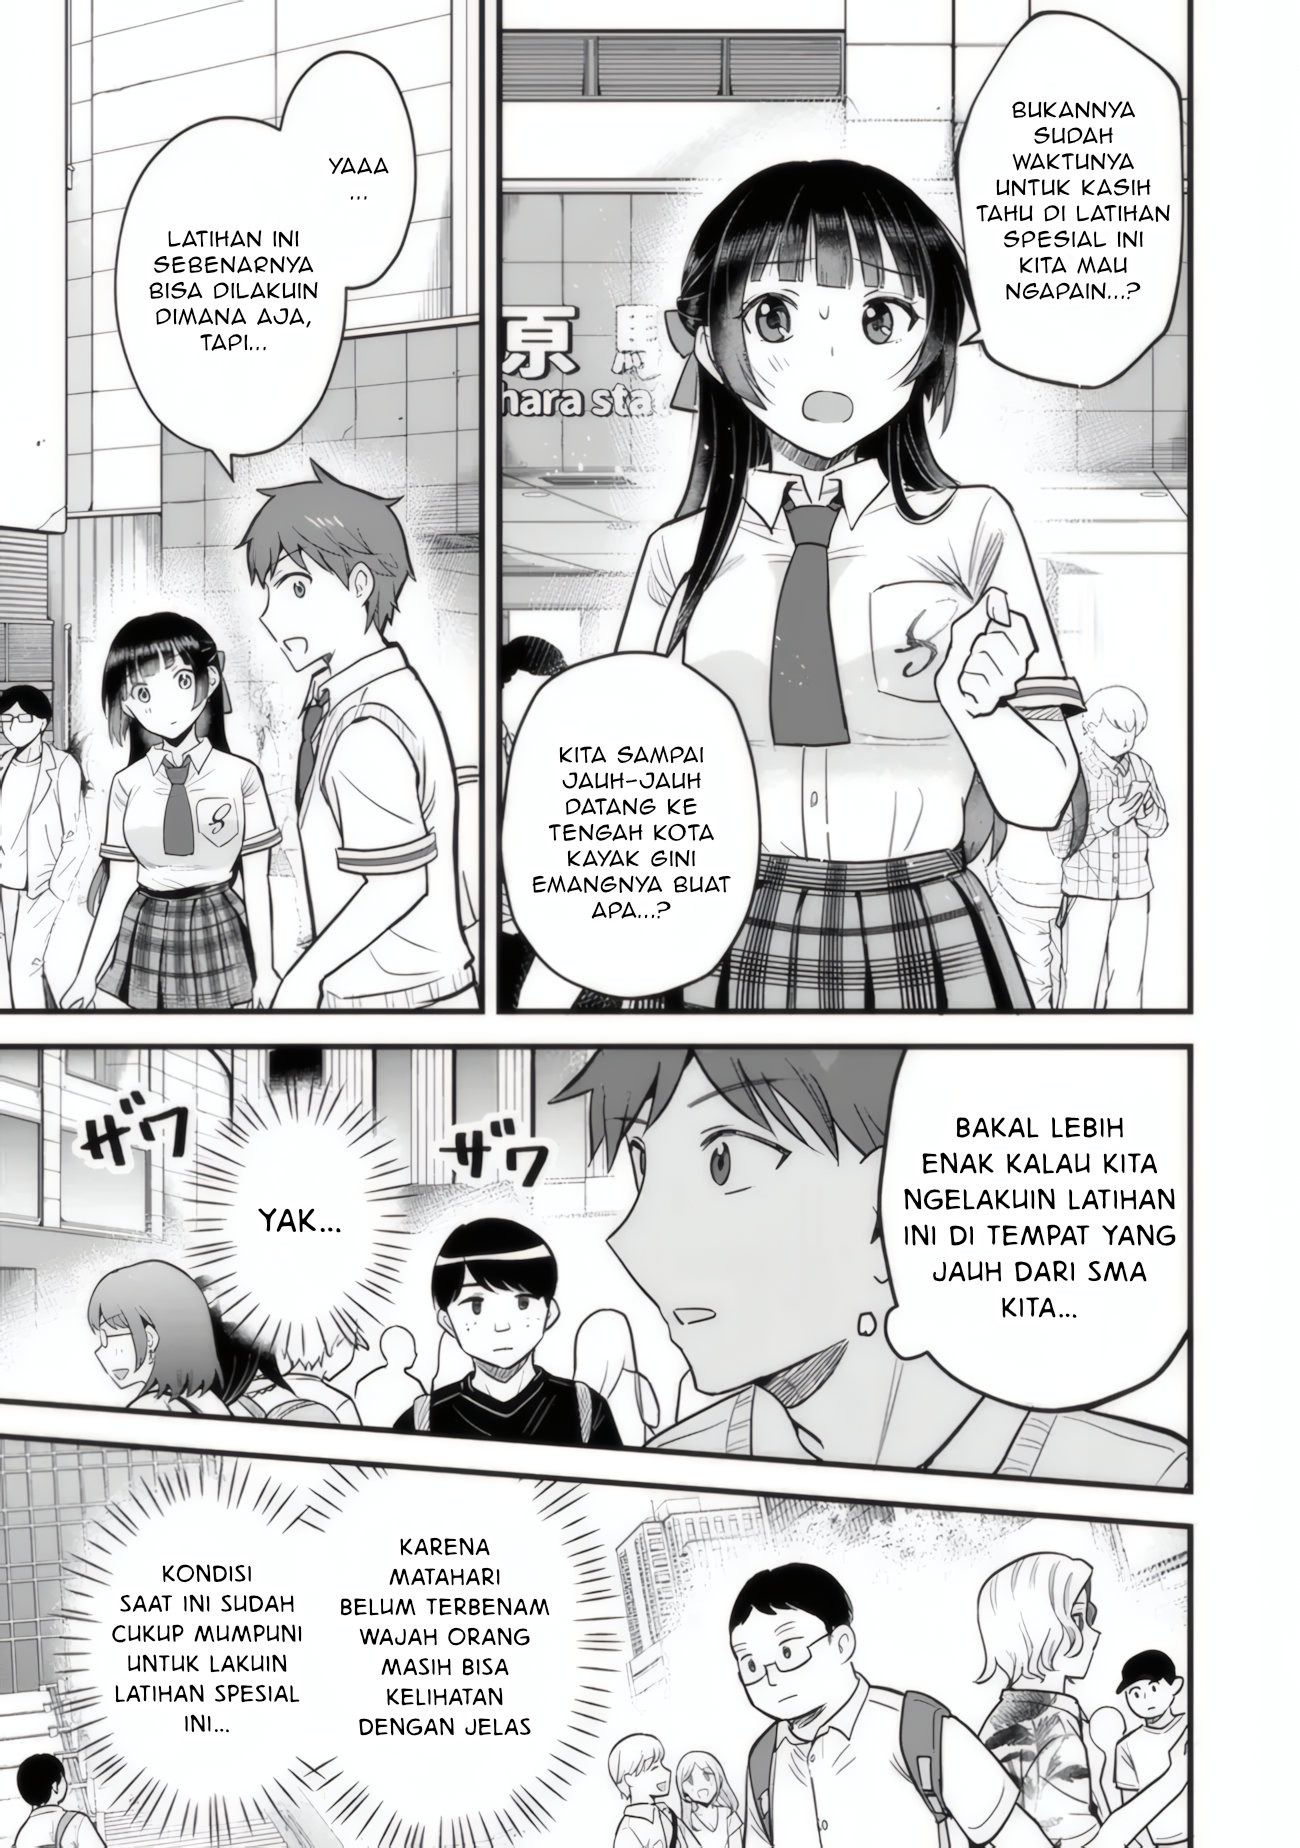 BUKANNYA
SUDAH
WAKTUNYA
UNTUK KASIH
TAHU DI LATIHAN
SPESIAL INI
KITA MAU
NGAPAIN...?
原 駅
hara sta
KITA SAMPAI
JAUH-JAUH
DATANG KE
TENGAH KOTA
KAYAK GINI
EMANGNYA BUAT
APA...?
YAAA
...
LATIHAN INI
SEBENARNYA
BISA DILAKUIN
DIMANA AJA,
TAPI...
BAKAL LEBIH
ENAK KALAU KITA
NGELAKUIN LATIHAN
INI DI TEMPAT YANG
JAUH DARI SMA
KITA...
ザワ
YAK...
ザワ
KARENA
MATAHARI
BELUM TERBENAM
WAJAH ORANG
MASIH BISA
KELIHATAN
DENGAN JELAS
KONDISI
SAAT INI SUDAH
CUKUP MUMPUNI
UNTUK LAKUIN
LATIHAN SPESIAL
INI...